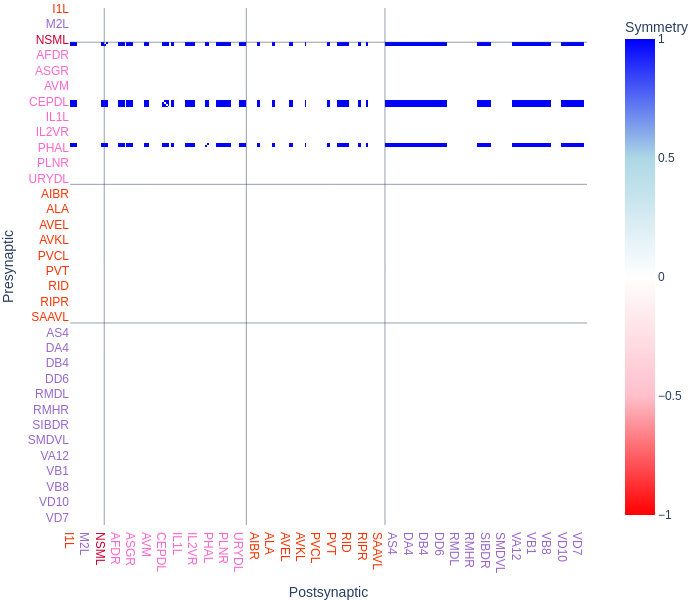 Symmetry
1
0.5
0
−0.5
−1
Presynaptic
I1L
M2L
NSML
AFDR
ASGR
AVM
CEPDL
IL1L
IL2VR
PHAL
PLNR
URYDL
AIBR
ALA
AVEL
AVKL
PVCL
PVT
RID
RIPR
SAAVL
AS4
DA4
DB4
DD6
RMDL
RMHR
SIBDR
SMDVL
VA12
VB1
VB8
VD10
VD7
I1L
M2L
NSML
AFDR
ASGR
AVM
CEPDL
IL1L
IL2VR
PHAL
PLNR
URYDL
AIBR
ALA
AVEL
AVKL
PVCL
PVT
RID
RIPR
SAAVL
AS4
DA4
DB4
DD6
RMDL
RMHR
SIBDR
SMDVL
VA12
VB1
VB8
VD10
VD7
Postsynaptic